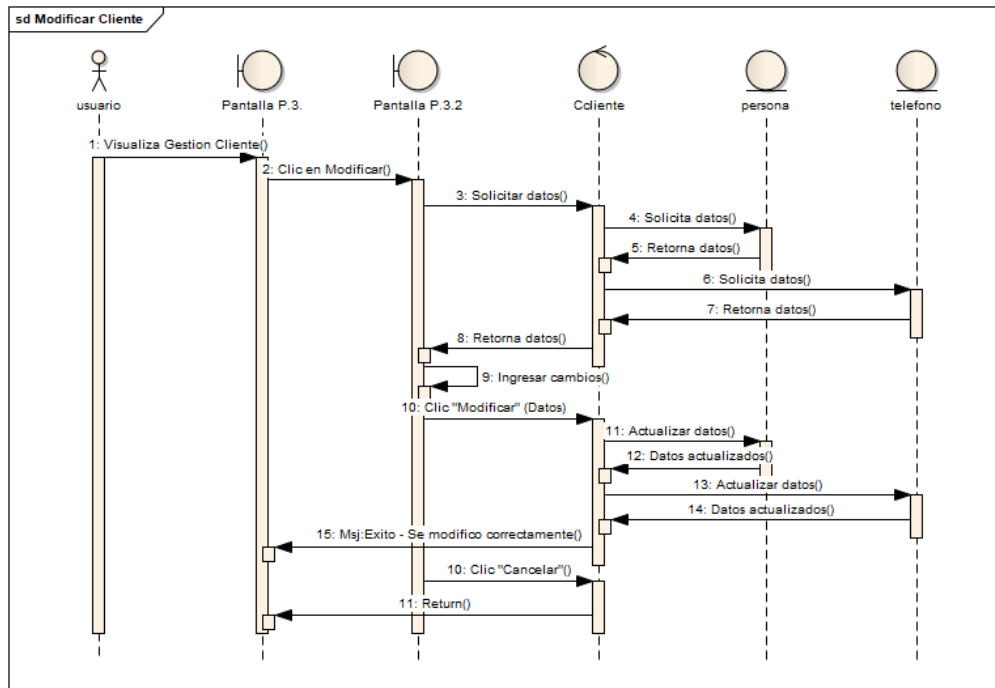 sd Modificar Cliente
usuario
Pantalla P.3.
Pantalla P.3.2
Ccliente
persona
telefono
1: Visualiza Gestion Cliente()
2: Clic en Modificar()
3: Solicitar datos()
4: Solicita datos()
5: Retorna datos()
6: Solicita datos()
7: Retorna datos()
8: Retorna datos()
9: Ingresar cambios()
10: Clic "Modificar" (Datos)
11: Actualizar datos()
12: Datos actualizados()
13: Actualizar datos()
14: Datos actualizados()
15: Msj:Exito - Se modifico correctamente()
10: Clic "Cancelar"()
11: Return()